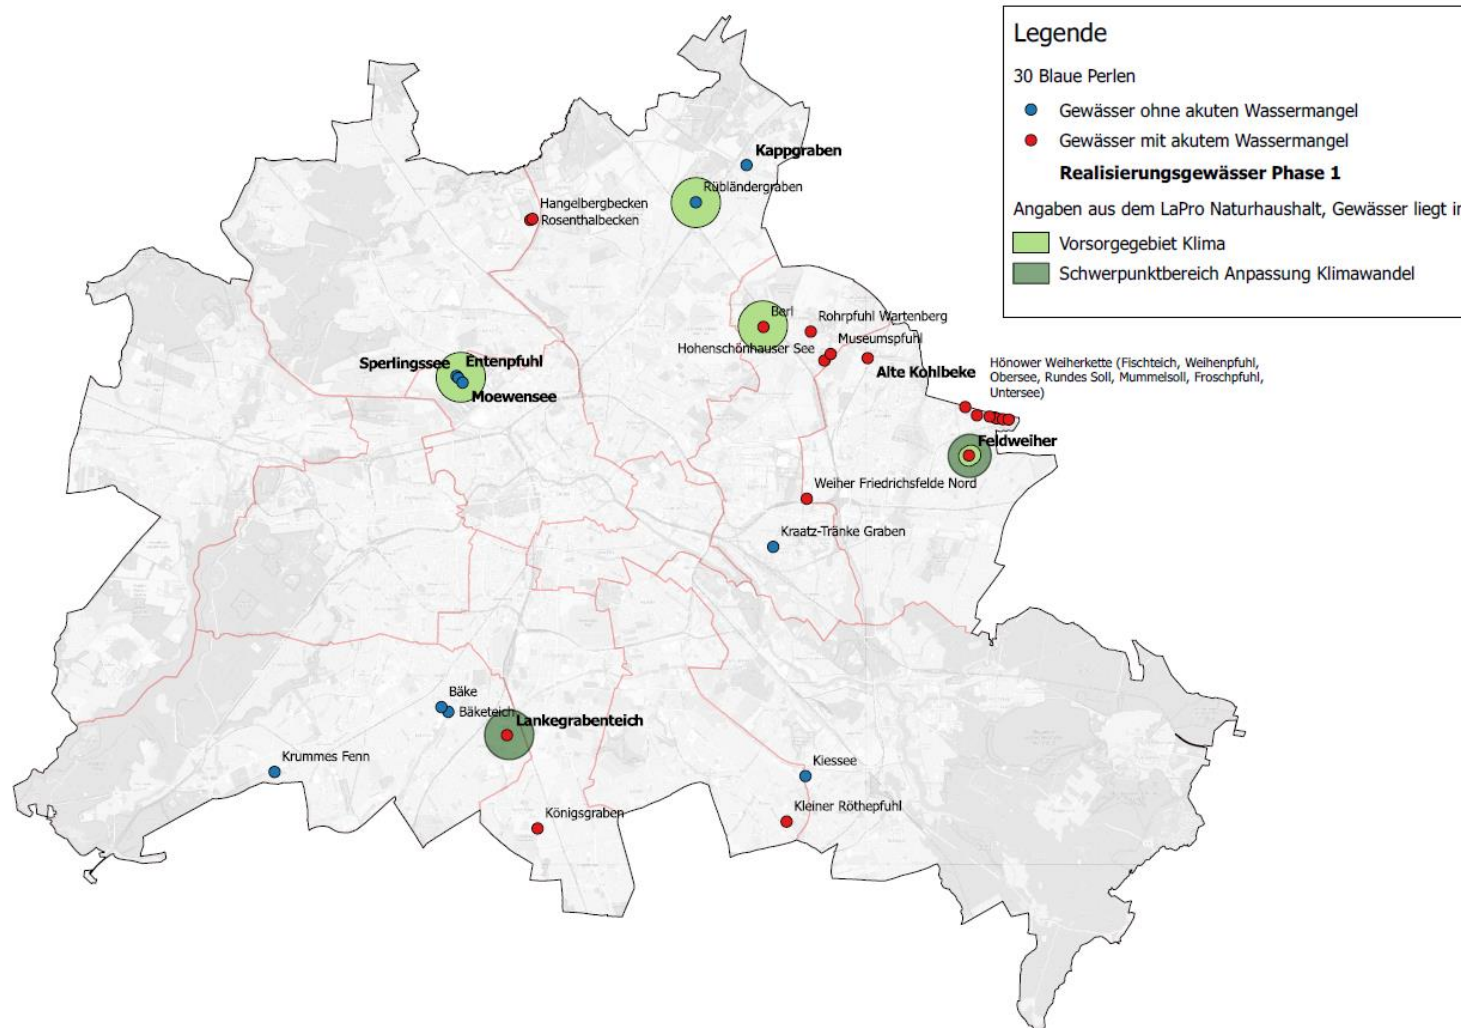 Legende
30 Blaue Perlen
Gewässer ohne akuten Wassermangel
Gewässer mit akutem Wassermangel
Realisierungsgewässer Phase 1
Angaben aus dem LaPro Naturhaushalt, Gewässer liegt in
Vorsorgegebiet Klima
Schwerpunktbereich Anpassung Klimawandel
Kappgraben
Rübländergraben
Hangelbergbecken
Rosenthalbecken
Berl
Rohrpfuhl Wartenberg
Museumspfuhl
Hohenschönhauser See
Alte Kohlbeke
Sperlingssee
Entenpfuhl
Moewensee
Hönower Weiherkette (Fischteich, Weihenpfuhl,
Obersee, Rundes Soll, Mummelsoll, Froschpfuhl,
Untersee)
Feldweiher
Weiher Friedrichsfelde Nord
Kraatz-Tränke Graben
Bäke
Bäketeich
Lankegrabenteich
Krummes Fenn
Kiessee
Kleiner Röthepfuhl
Königsgraben